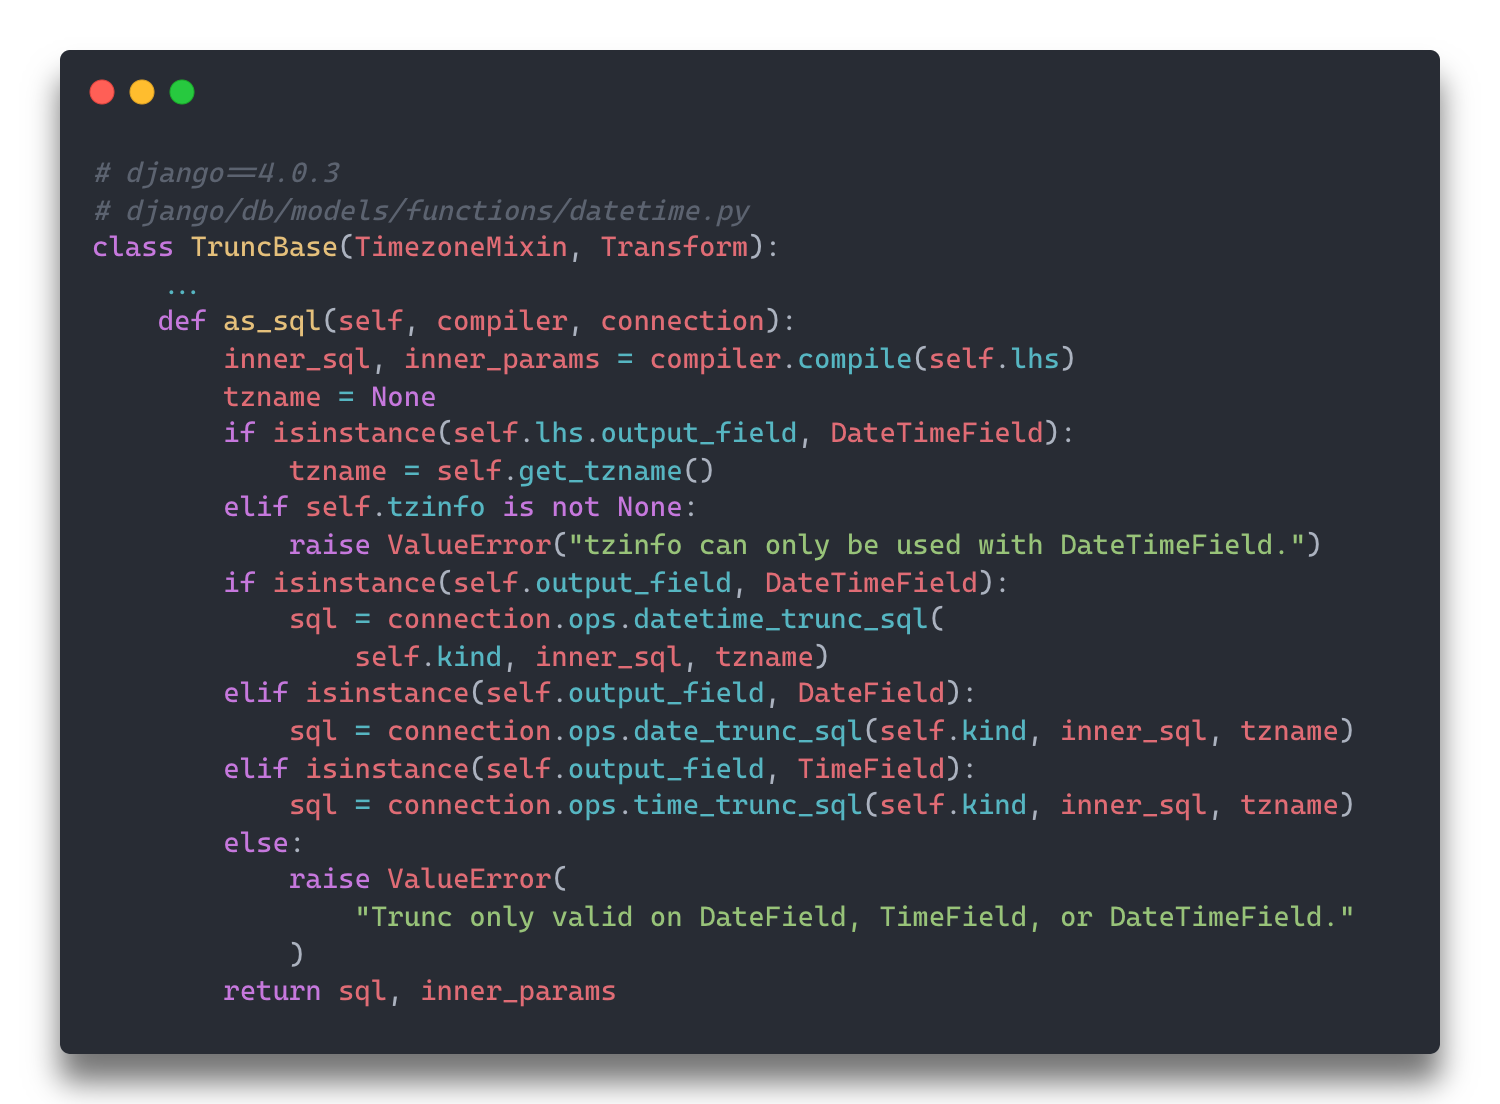 # django==4.0.3
# django/db/models/functions/datetime.py
class TruncBase(TimezoneMixin, Transform):
     ...
    def as_sql(self, compiler, connection):
        inner_sql, inner_params = compiler.compile(self.lhs)
        tzname = None
        if isinstance(self.lhs.output_field, DateTimeField):
            tzname = self.get_tzname()
        elif self.tzinfo is not None:
            raise ValueError("tzinfo can only be used with DateTimeField.")
        if isinstance(self.output_field, DateTimeField):
            sql = connection.ops.datetime_trunc_sql(
                self.kind, inner_sql, tzname)
        elif isinstance(self.output_field, DateField):
            sql = connection.ops.date_trunc_sql(self.kind, inner_sql, tzname)
        elif isinstance(self.output_field, TimeField):
            sql = connection.ops.time_trunc_sql(self.kind, inner_sql, tzname)
        else:
            raise ValueError(
                "Trunc only valid on DateField, TimeField, or DateTimeField."
            )
        return sql, inner_params